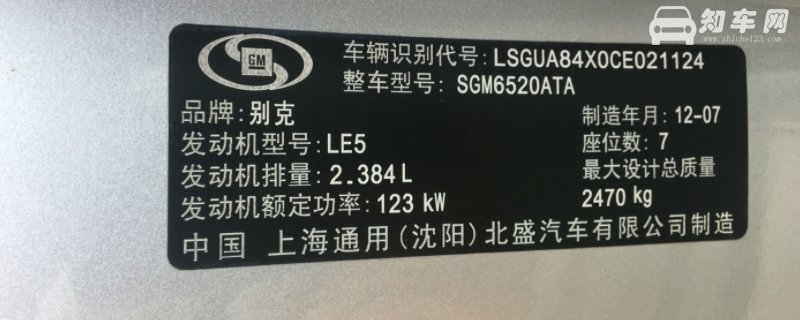 知车网
www.zhiche123.com
GM
车辆识别代号：LSGUA84X0CE021124
整车型号：SGM6520ATA
品牌：别克
制造年月：12-07
发动机型号：LE5
座位数：7
发动机排量：2.384L
最大设计总质量
发动机额定功率：123 kW
2470 kg
中国 上海通用（沈阳）北盛汽车有限公司制造